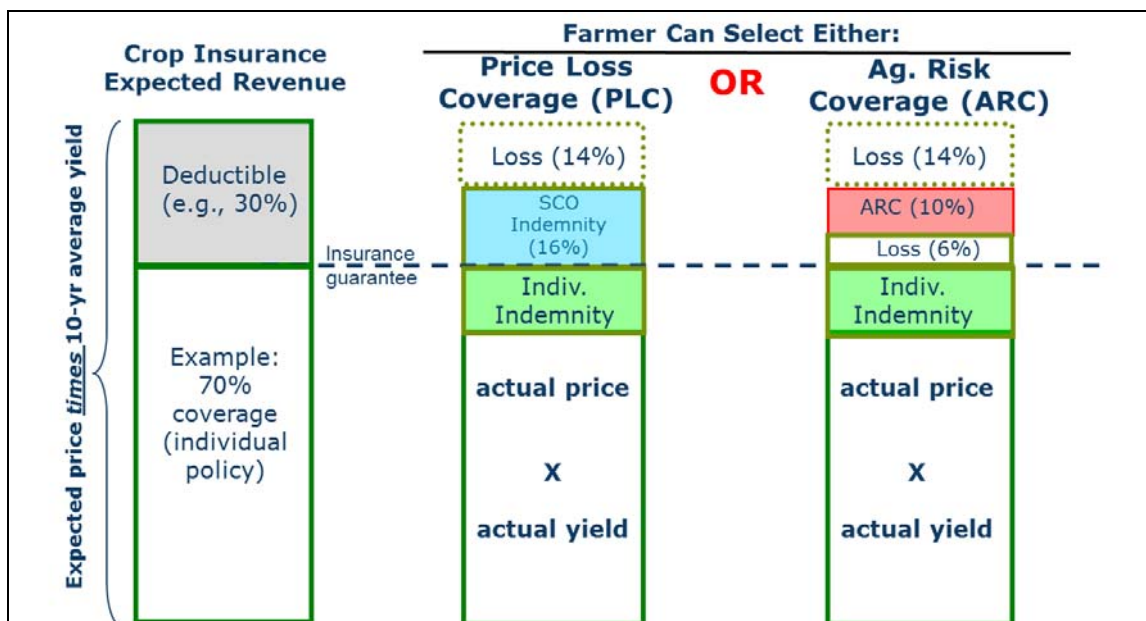 Farmer Can Select Either:
Crop Insurance
Expected Revenue
Price Loss
Coverage (PLC)
OR
Ag. Risk
Coverage (ARC)
Expected price times 10-yr average yield
Deductible
(e.g., 30%)
Example:
70%
coverage
(individual
policy)
Insurance
guarantee
Loss (14%)
SCO
Indemnity
(16%)
Indiv.
Indemnity
actual price
X
actual yield
Loss (14%)
ARC (10%)
Loss (6%)
Indiv.
Indemnity
actual price
X
actual yield